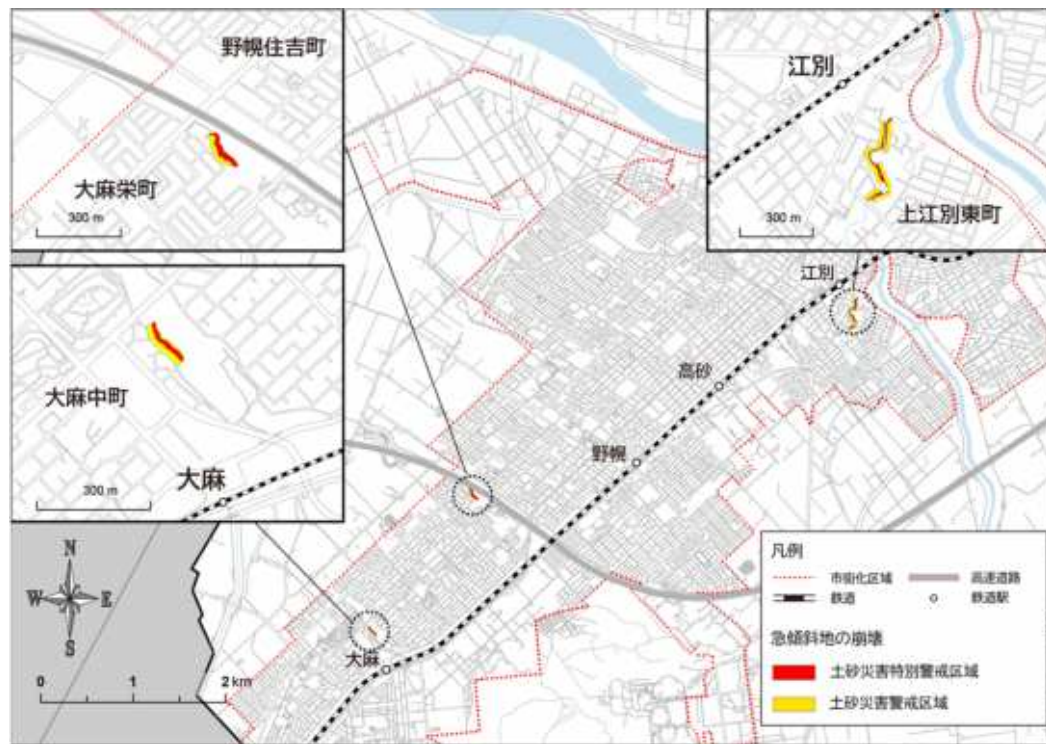 野幌住吉町
大麻栄町
300 m
江別
上江別東町
300 m
大麻中町
大麻
300 m
江別
高砂
野幌
大麻
N
W E
S
0 1 2 km
凡例
市街化区域 高速道路
鉄道 鉄道駅
急傾斜地の崩壊
土砂災害特別警戒区域
土砂災害警戒区域